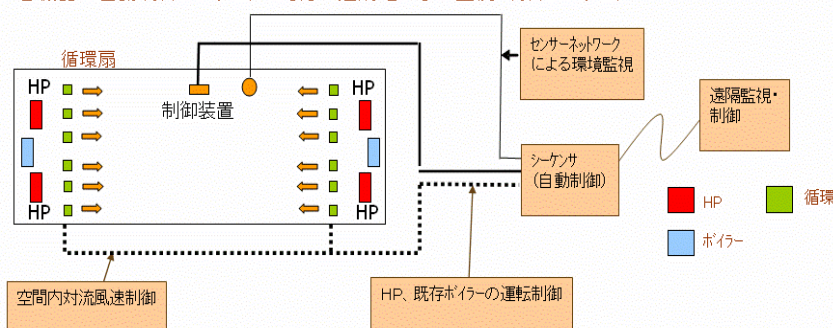 センサーネットワーク
による環境監視
循環扇
HP
HP
制御装置
遠隔監視・
制御
シーケンサ
(自動制御)
HP
循環
HP
HP
ボイラー
空間内対流風速制御
HP、既存ボイラーの運転制御